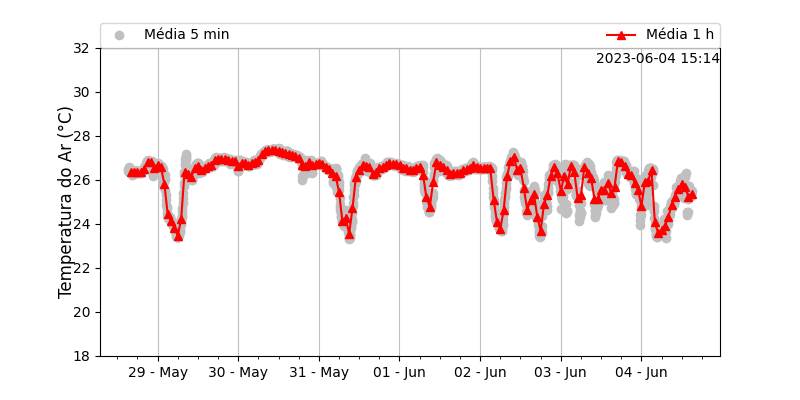 Média 5 min
Média 1 h
2023-06-04 15:14
Temperatura do Ar (°C)
32
30
28
26
24
22
20
18
29 - May
30 - May
31 - May
01 - Jun
02 - Jun
03 - Jun
04 - Jun